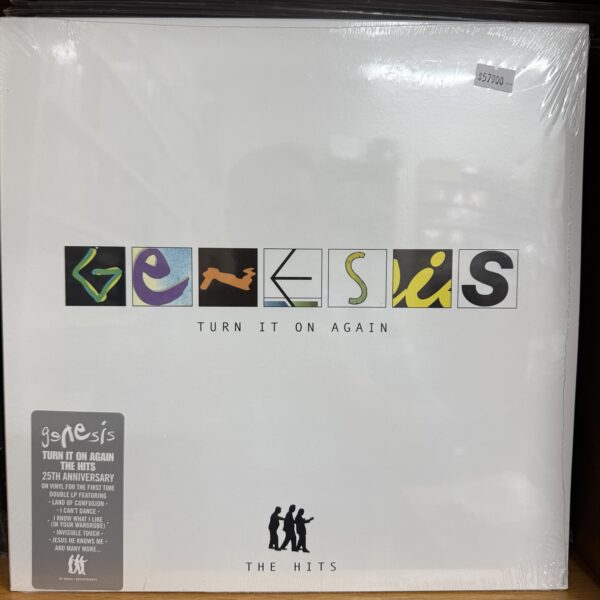 $57900
Genesis
TURN IT ON AGAIN
genesis
TURN IT ON AGAIN
THE HITS
25TH ANNIVERSARY
ON VINYL FOR THE FIRST TIME
DOUBLE LP FEATURING
· LAND OF CONFUSION ·
· I CAN'T DANCE ·
· I KNOW WHAT I LIKE
(IN YOUR WARDROBE) ·
· INVISIBLE TOUCH ·
· JESUS HE KNOWS ME ·
AND MANY MORE...
THE HITS